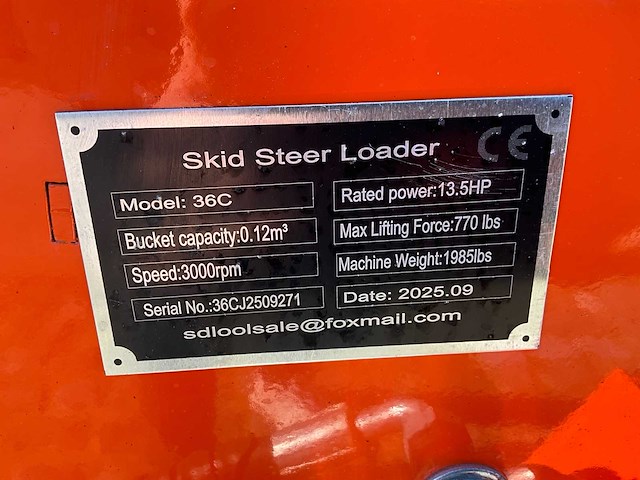 Skid Steer Loader CE
Model: 36C
Rated power:13.5HP
Bucket capacity:0.12m³
Max Lifting Force:770 lbs
Speed:3000rpm
Machine Weight:1985lbs
Serial No.:36CJ2509271
Date: 2025.09
sdloolsale@foxmail.com